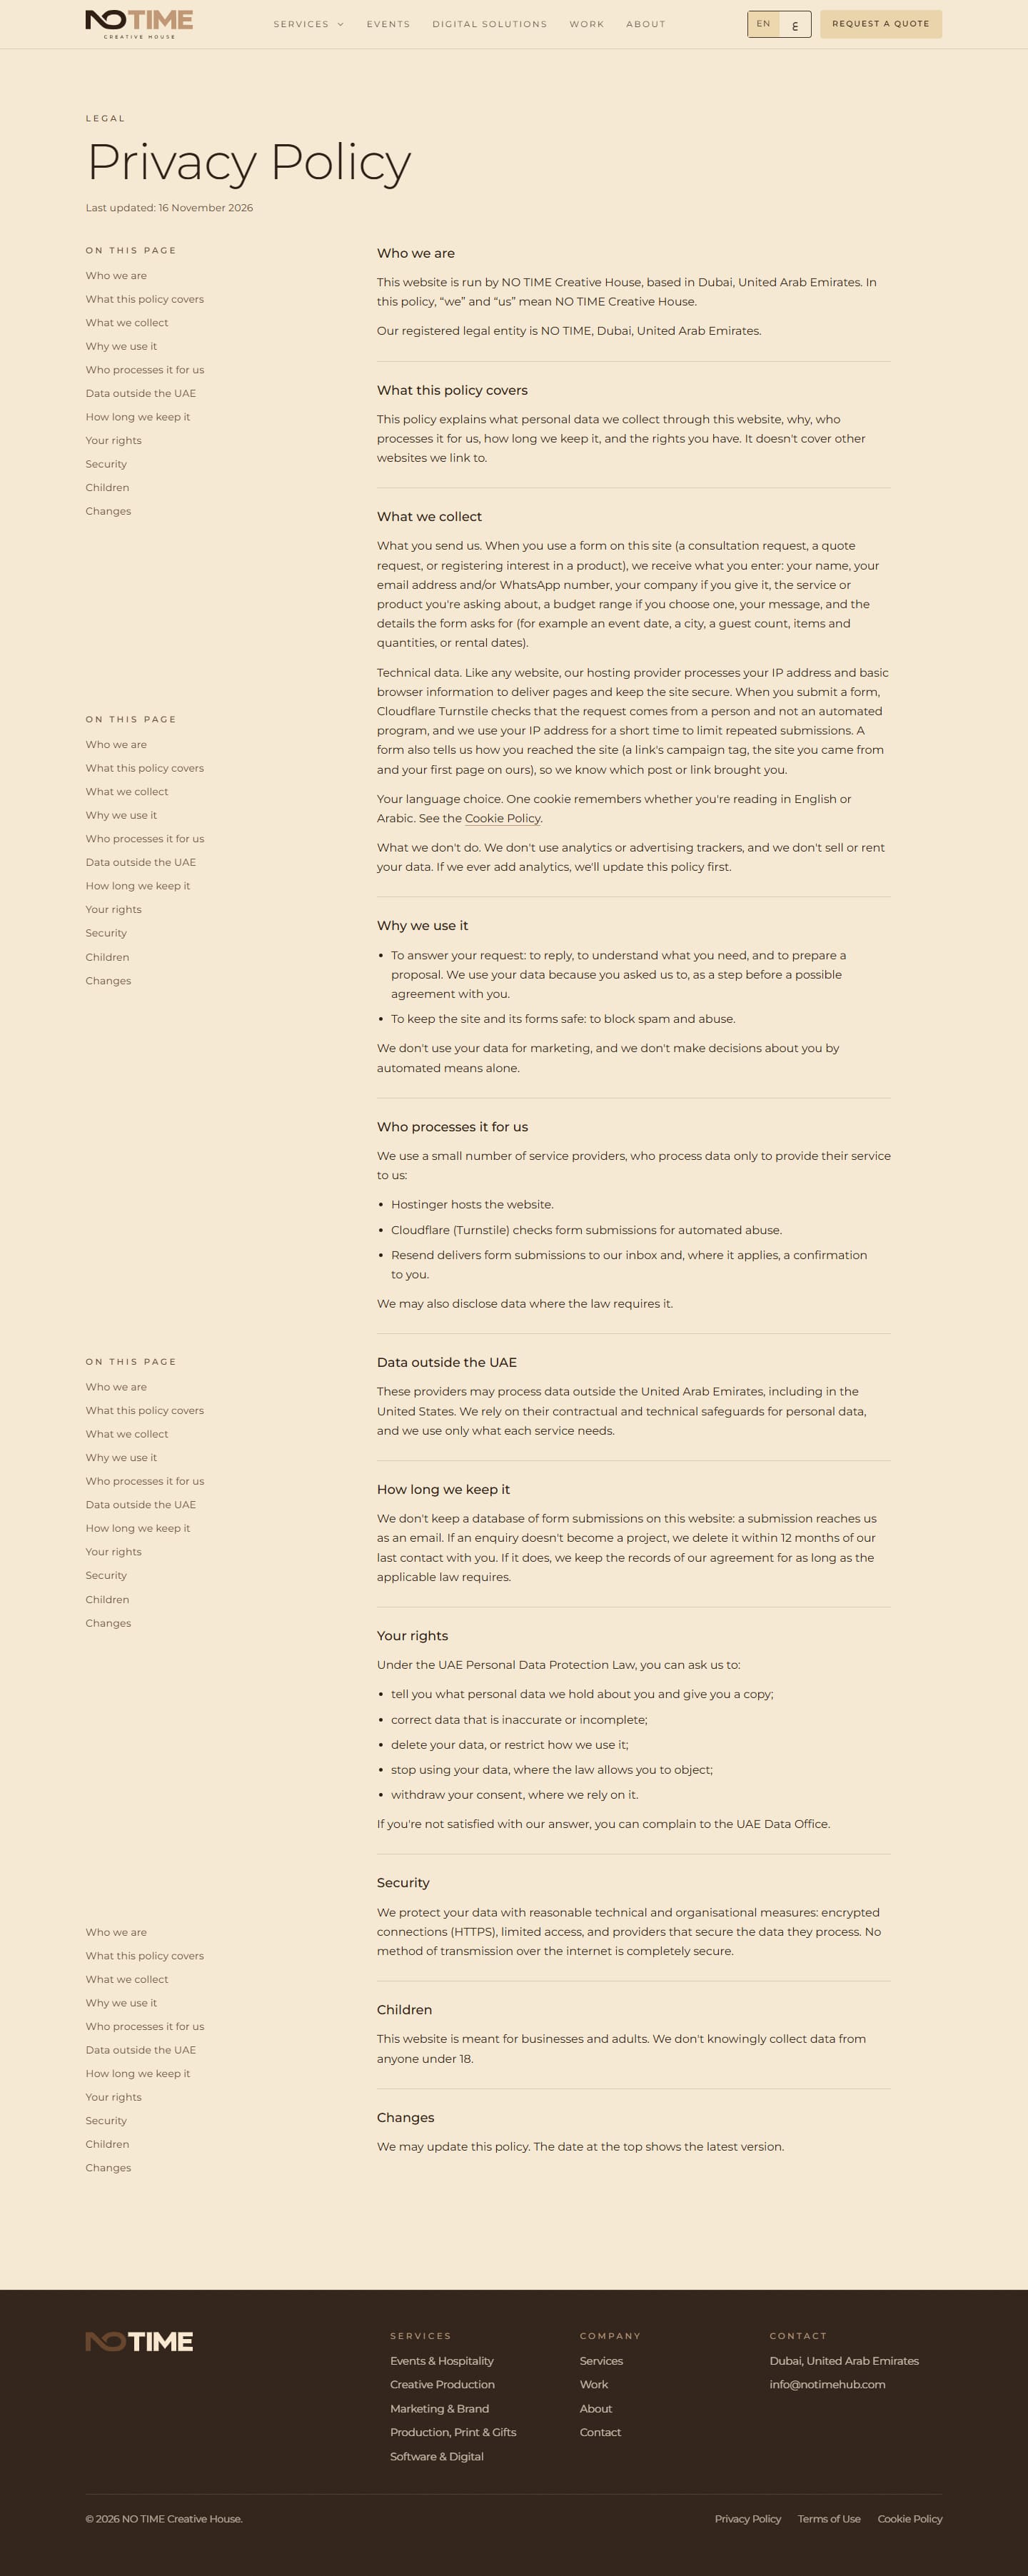 NOTIME
CREATIVE HOUSE
SERVICES
EVENTS
DIGITAL SOLUTIONS
WORK
ABOUT
EN
ع
REQUEST A QUOTE
LEGAL
Privacy Policy
Last updated: 16 November 2026
ON THIS PAGE
Who we are
What this policy covers
What we collect
Why we use it
Who processes it for us
Data outside the UAE
How long we keep it
Your rights
Security
Children
Changes
ON THIS PAGE
Who we are
What this policy covers
What we collect
Why we use it
Who processes it for us
Data outside the UAE
How long we keep it
Your rights
Security
Children
Changes
ON THIS PAGE
Who we are
What this policy covers
What we collect
Why we use it
Who processes it for us
Data outside the UAE
How long we keep it
Your rights
Security
Children
Changes
Who we are
What this policy covers
What we collect
Why we use it
Who processes it for us
Data outside the UAE
How long we keep it
Your rights
Security
Children
Changes
Who we are
This website is run by NO TIME Creative House, based in Dubai, United Arab Emirates. In
this policy, “we” and “us” mean NO TIME Creative House.
Our registered legal entity is NO TIME, Dubai, United Arab Emirates.
What this policy covers
This policy explains what personal data we collect through this website, why, who
processes it for us, how long we keep it, and the rights you have. It doesn't cover other
websites we link to.
What we collect
What you send us. When you use a form on this site (a consultation request, a quote
request, or registering interest in a product), we receive what you enter: your name, your
email address and/or WhatsApp number, your company if you give it, the service or
product you're asking about, a budget range if you choose one, your message, and the
details the form asks for (for example an event date, a city, a guest count, items and
quantities, or rental dates).
Technical data. Like any website, our hosting provider processes your IP address and basic
browser information to deliver pages and keep the site secure. When you submit a form,
Cloudflare Turnstile checks that the request comes from a person and not an automated
program, and we use your IP address for a short time to limit repeated submissions. A
form also tells us how you reached the site (a link's campaign tag, the site you came from
and your first page on ours), so we know which post or link brought you.
Your language choice. One cookie remembers whether you're reading in English or
Arabic. See the Cookie Policy.
What we don't do. We don't use analytics or advertising trackers, and we don't sell or rent
your data. If we ever add analytics, we'll update this policy first.
Why we use it
• To answer your request: to reply, to understand what you need, and to prepare a
proposal. We use your data because you asked us to, as a step before a possible
agreement with you.
• To keep the site and its forms safe: to block spam and abuse.
We don't use your data for marketing, and we don't make decisions about you by
automated means alone.
Who processes it for us
We use a small number of service providers, who process data only to provide their service
to us:
• Hostinger hosts the website.
• Cloudflare (Turnstile) checks form submissions for automated abuse.
• Resend delivers form submissions to our inbox and, where it applies, a confirmation
to you.
We may also disclose data where the law requires it.
Data outside the UAE
These providers may process data outside the United Arab Emirates, including in the
United States. We rely on their contractual and technical safeguards for personal data,
and we use only what each service needs.
How long we keep it
We don't keep a database of form submissions on this website: a submission reaches us
as an email. If an enquiry doesn't become a project, we delete it within 12 months of our
last contact with you. If it does, we keep the records of our agreement for as long as the
applicable law requires.
Your rights
Under the UAE Personal Data Protection Law, you can ask us to:
• tell you what personal data we hold about you and give you a copy;
• correct data that is inaccurate or incomplete;
• delete your data, or restrict how we use it;
• stop using your data, where the law allows you to object;
• withdraw your consent, where we rely on it.
If you're not satisfied with our answer, you can complain to the UAE Data Office.
Security
We protect your data with reasonable technical and organisational measures: encrypted
connections (HTTPS), limited access, and providers that secure the data they process. No
method of transmission over the internet is completely secure.
Children
This website is meant for businesses and adults. We don't knowingly collect data from
anyone under 18.
Changes
We may update this policy. The date at the top shows the latest version.
NOTIME
SERVICES
Events & Hospitality
Creative Production
Marketing & Brand
Production, Print & Gifts
Software & Digital
COMPANY
Services
Work
About
Contact
CONTACT
Dubai, United Arab Emirates
info@notimehub.com
© 2026 NO TIME Creative House.
Privacy Policy
Terms of Use
Cookie Policy